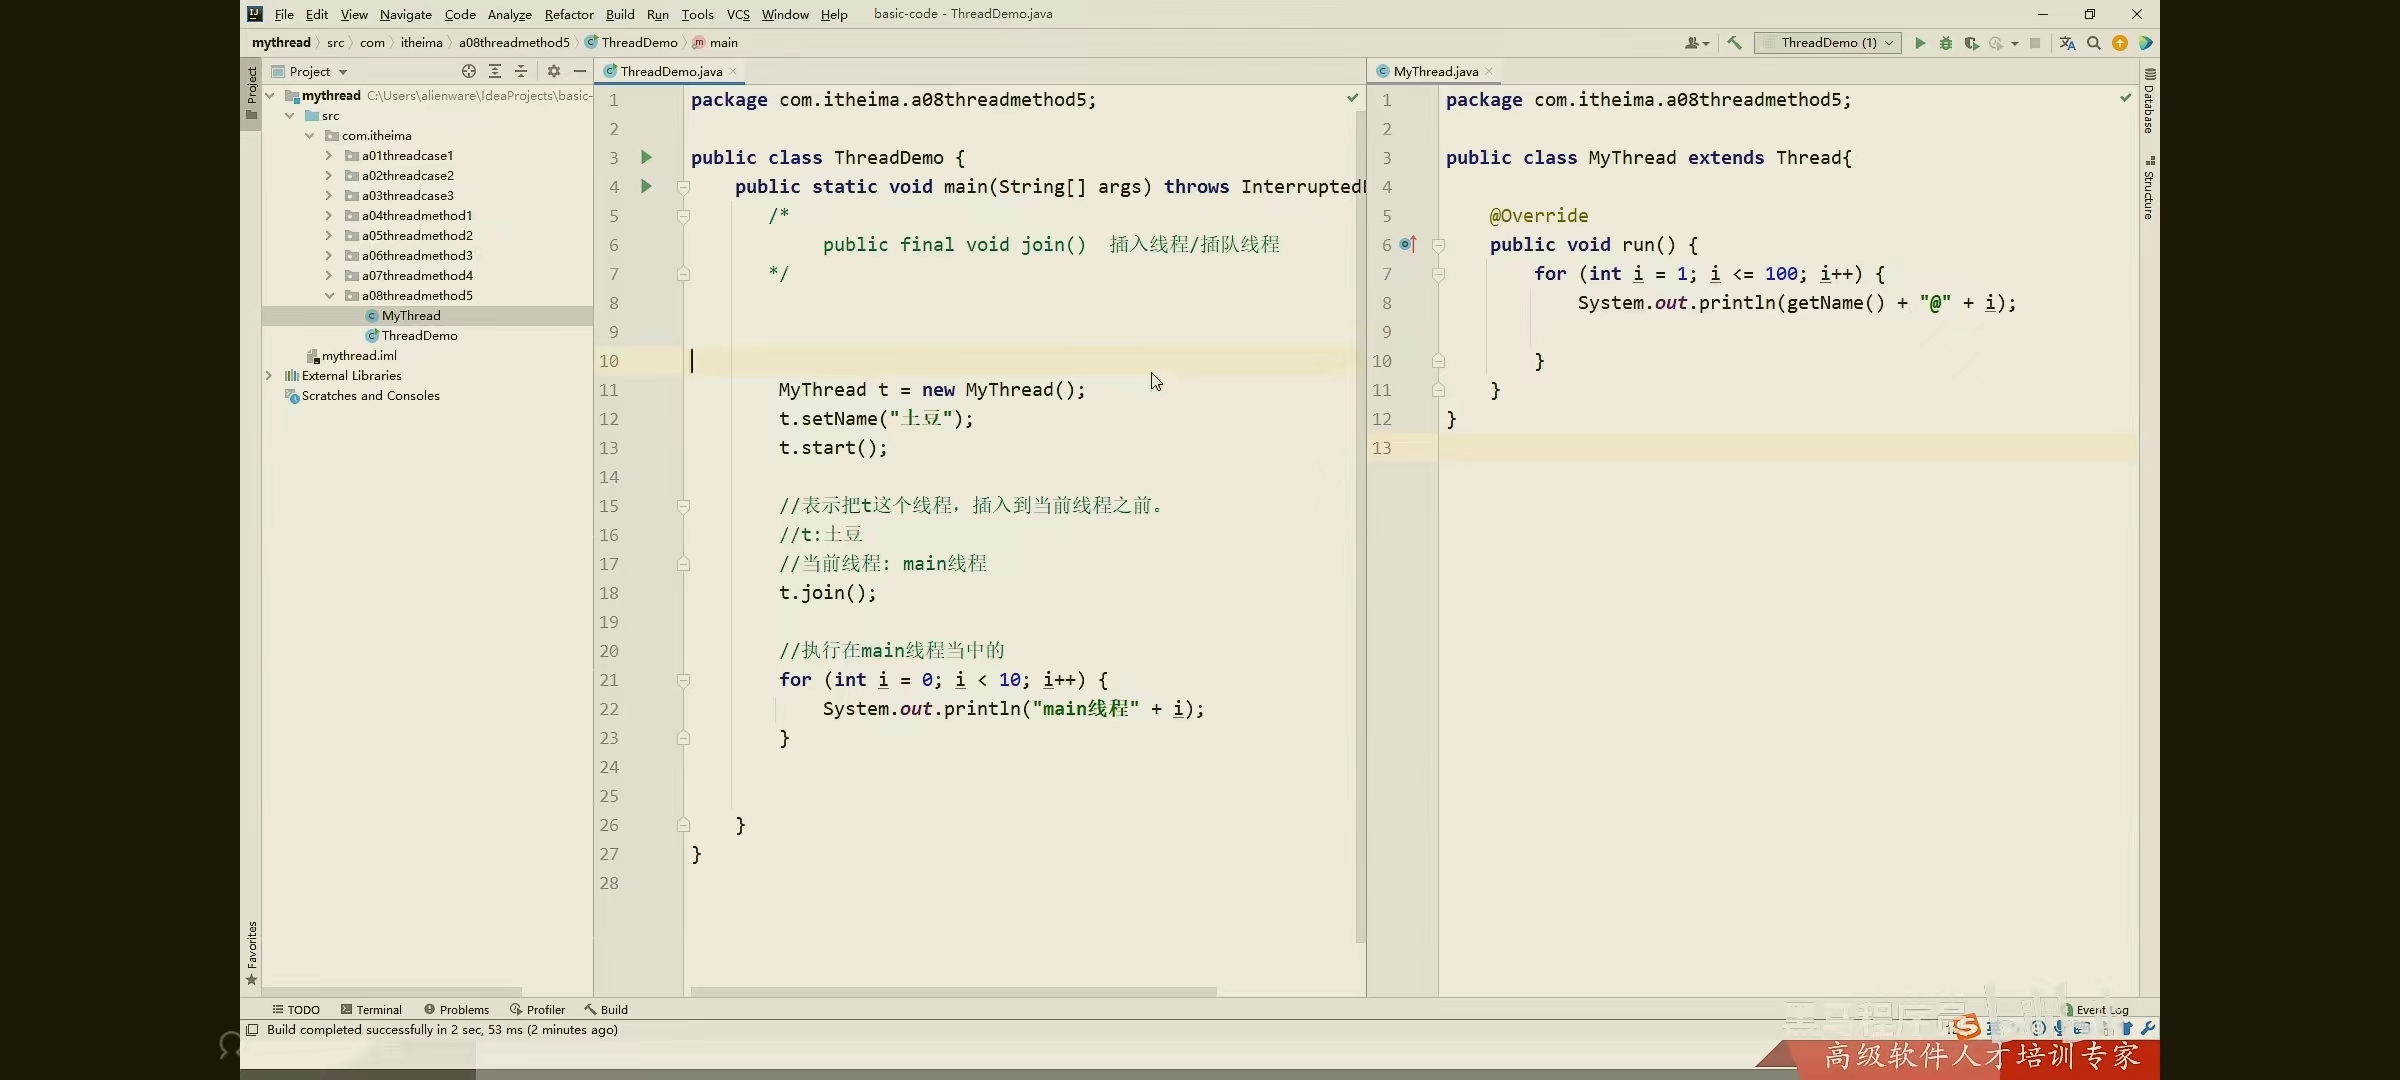 File Edit View Navigate Code Analyze Refactor Build Run Tools VCS Window Help basic-code - ThreadDemo.java
mythread src com itheima a08threadmethod5 ThreadDemo main ThreadDemo (1)
Project
Project
mythread C:\Users\alienware\IdeaProjects\basic-
src
com.itheima
a01threadcase1
a02threadcase2
a03threadcase3
a04threadmethod1
a05threadmethod2
a06threadmethod3
a07threadmethod4
a08threadmethod5
MyThread
ThreadDemo
mythread.iml
External Libraries
Scratches and Consoles
Favorites
ThreadDemo.java
1 package com.itheima.a08threadmethod5;
2
3 public class ThreadDemo {
4 public static void main(String[] args) throws Interrupted
5 /*
6 public final void join() 插入线程/插队线程
7 */
8
9
10
11 MyThread t = new MyThread();
12 t.setName("土豆");
13 t.start();
14
15 //表示把t这个线程，插入到当前线程之前。
16 //t:土豆
17 //当前线程: main线程
18 t.join();
19
20 //执行在main线程当中的
21 for (int i = 0; i < 10; i++) {
22 System.out.println("main线程" + i);
23 }
24
25
26 }
27 }
28
MyThread.java
1 package com.itheima.a08threadmethod5;
2
3 public class MyThread extends Thread{
4
5 @Override
6 public void run() {
7 for (int i = 1; i <= 100; i++) {
8 System.out.println(getName() + "@" + i);
9
10 }
11 }
12 }
13
Database
Structure
TODO Terminal Problems Profiler Build Event Log
Build completed successfully in 2 sec, 53 ms (2 minutes ago)
黑马程序员
高级软件人才培训专家